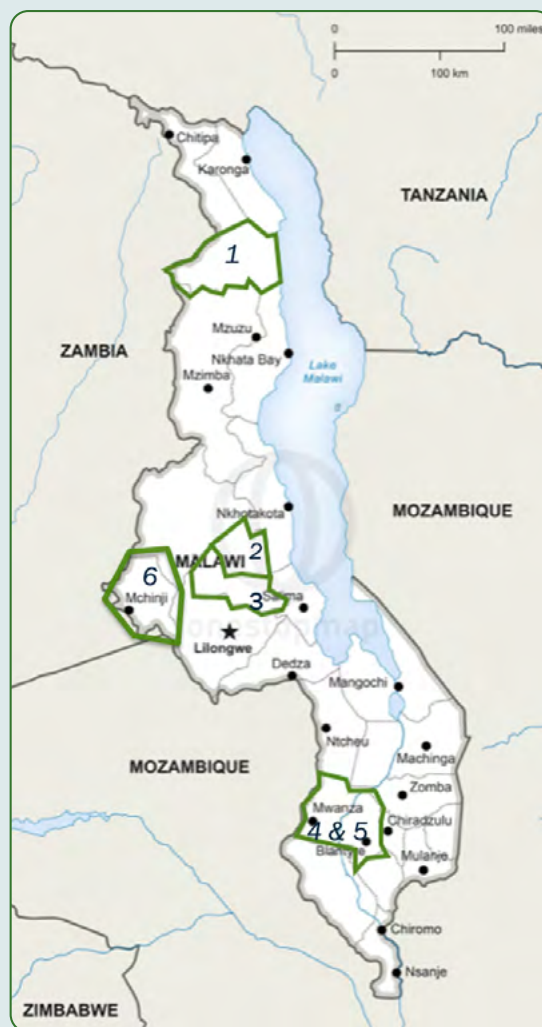 0
100 miles
0
100 km
Chitipa
Karonga
TANZANIA
1
Mzuzu
ZAMBIA
Nkhata Bay
Lake
Malawi
Mzimba
Nkhotakota
MOZAMBIQUE
2
MALAWI
6
Mchinji
3
Salima
Lilongwe
Dedza
Mangochi
Ntcheu
Machinga
MOZAMBIQUE
Zomba
Mwanza
4 & 5
Chiradzulu
Blantyre
Mulanje
Chiromo
Nsanje
ZIMBABWE